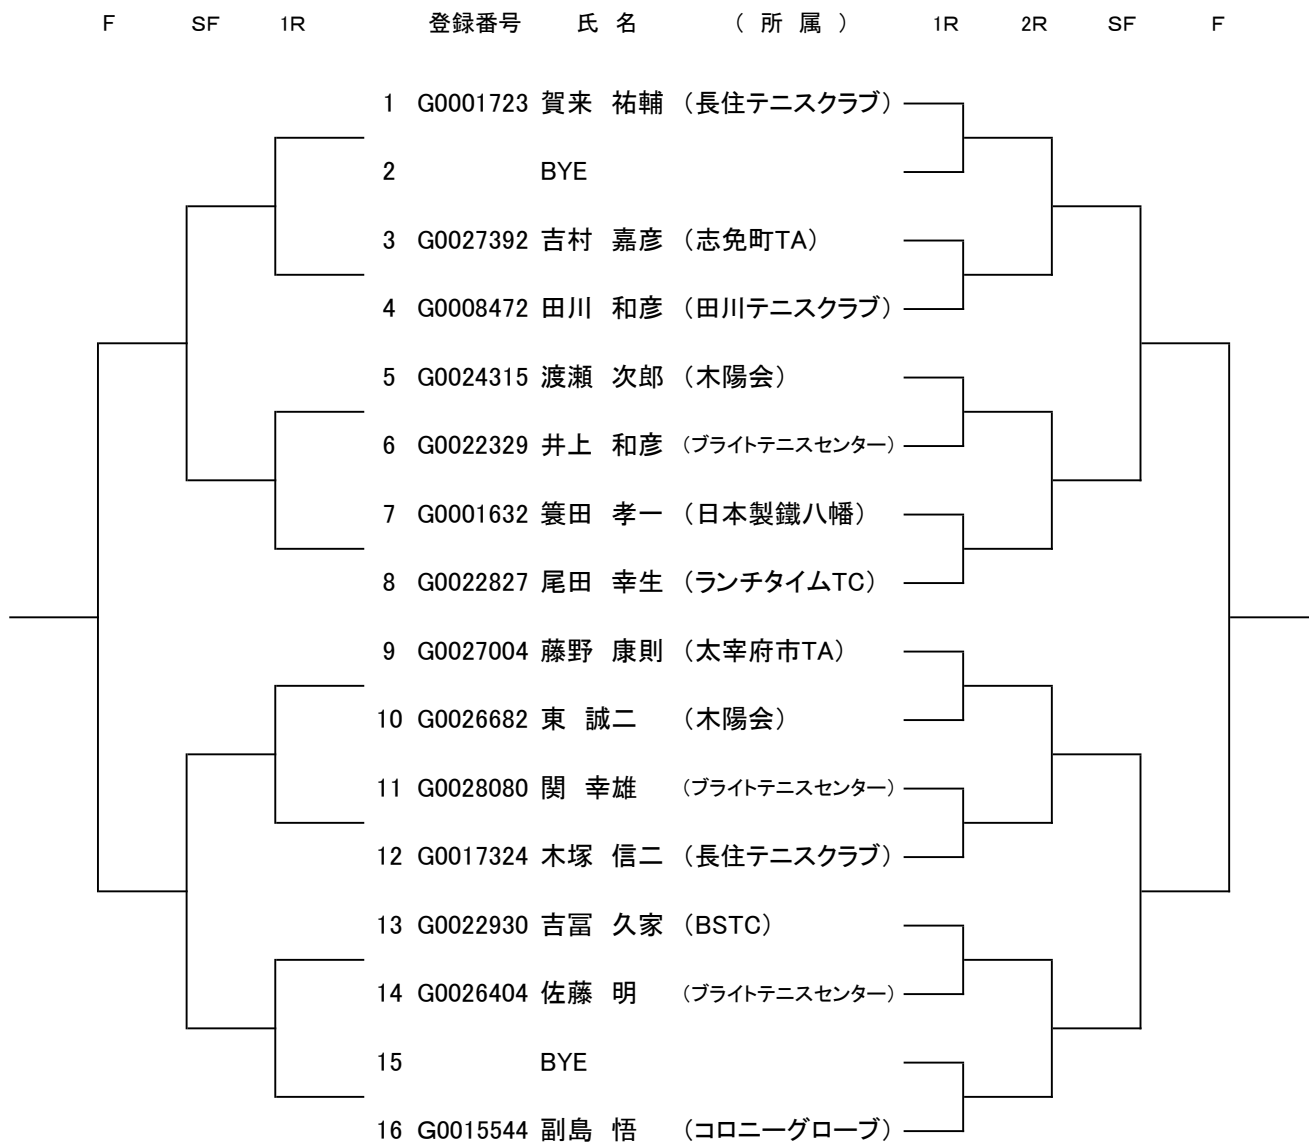 F SF 1R 登録番号 氏 名 （ 所 属 ） 1R 2R SF F
1 G0001723 賀来 祐輔 （長住テニスクラブ）
2 BYE
3 G0027392 吉村 嘉彦 （志免町TA）
4 G0008472 田川 和彦 （田川テニスクラブ）
5 G0024315 渡瀬 次郎 （木陽会）
6 G0022329 井上 和彦 （ブライトテニスセンター）
7 G0001632 簑田 孝一 （日本製鐵八幡）
8 G0022827 尾田 幸生 （ランチタイムTC）
9 G0027004 藤野 康則 （太宰府市TA）
10 G0026682 東 誠二 （木陽会）
11 G0028080 関 幸雄 （ブライトテニスセンター）
12 G0017324 木塚 信二 （長住テニスクラブ）
13 G0022930 吉冨 久家 （BSTC）
14 G0026404 佐藤 明 （ブライトテニスセンター）
15 BYE
16 G0015544 副島 悟 （コロニーグローブ）